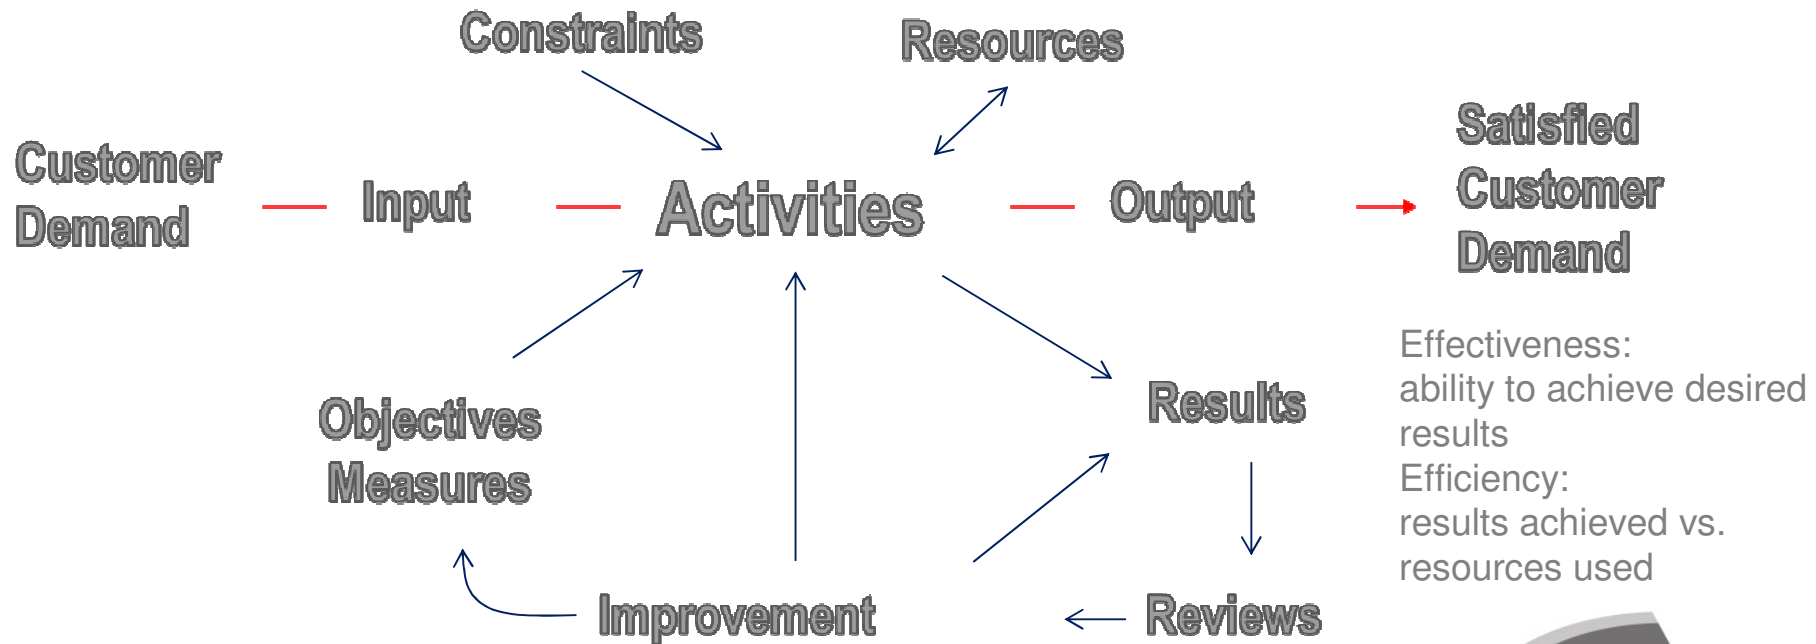 Constraints
Resources
Customer
Demand
Input
Activities
Output
Satisfied
Customer
Demand
Objectives
Measures
Results
Improvement
Reviews
Effectiveness:
ability to achieve desired
results
Efficiency:
results achieved vs.
resources used